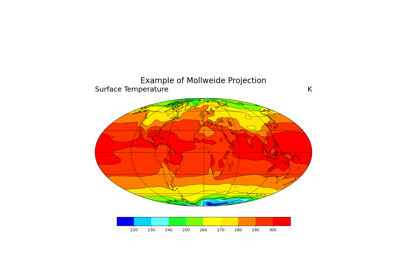 Example of Mollweide Projection
Surface Temperature K
220 230 240 250 260 270 280 290 300